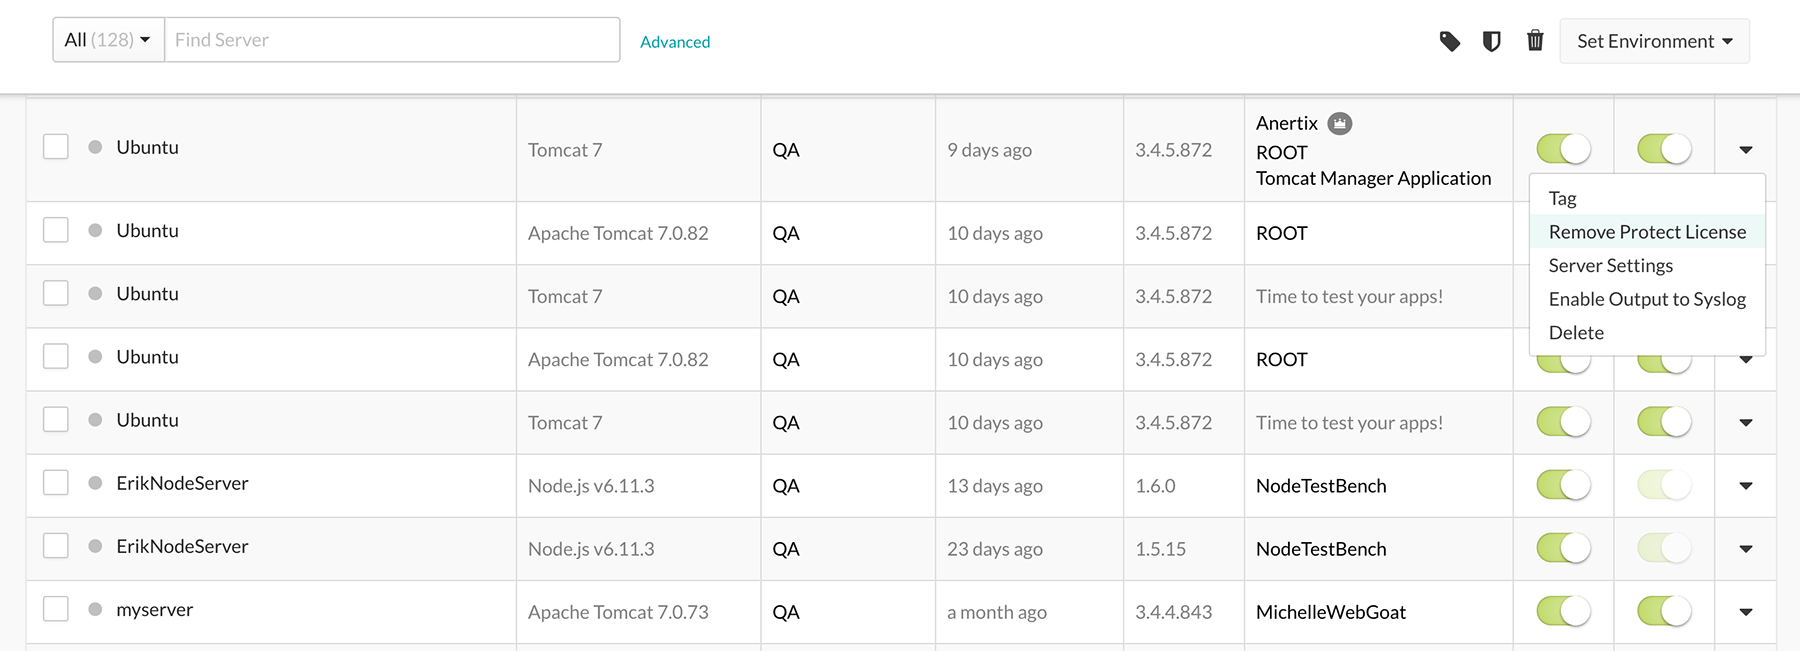 All (128) Find Server Advanced Set Environment
Ubuntu Tomcat 7 QA 9 days ago 3.4.5.872 Anertix
ROOT
Tomcat Manager Application
Tag
Ubuntu Apache Tomcat 7.0.82 QA 10 days ago 3.4.5.872 ROOT Remove Protect License
Server Settings
Ubuntu Tomcat 7 QA 10 days ago 3.4.5.872 Time to test your apps! Enable Output to Syslog
Delete
Ubuntu Apache Tomcat 7.0.82 QA 10 days ago 3.4.5.872 ROOT
Ubuntu Tomcat 7 QA 10 days ago 3.4.5.872 Time to test your apps!
ErikNodeServer Node.js v6.11.3 QA 13 days ago 1.6.0 NodeTestBench
ErikNodeServer Node.js v6.11.3 QA 23 days ago 1.5.15 NodeTestBench
myserver Apache Tomcat 7.0.73 QA a month ago 3.4.4.843 MichelleWebGoat